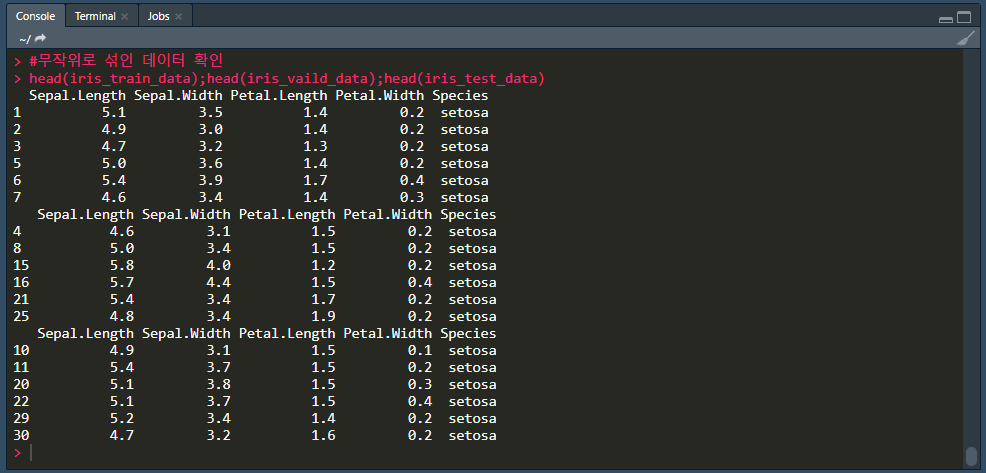 Console Terminal × Jobs ×
~/
> #무작위로 섞인 데이터 확인
> head(iris_train_data);head(iris_vaild_data);head(iris_test_data)
Sepal.Length Sepal.Width Petal.Length Petal.Width Species
1 5.1 3.5 1.4 0.2 setosa
2 4.9 3.0 1.4 0.2 setosa
3 4.7 3.2 1.3 0.2 setosa
5 5.0 3.6 1.4 0.2 setosa
6 5.4 3.9 1.7 0.4 setosa
7 4.6 3.4 1.4 0.3 setosa
Sepal.Length Sepal.Width Petal.Length Petal.Width Species
4 4.6 3.1 1.5 0.2 setosa
8 5.0 3.4 1.5 0.2 setosa
15 5.8 4.0 1.2 0.2 setosa
16 5.7 4.4 1.5 0.4 setosa
21 5.4 3.4 1.7 0.2 setosa
25 4.8 3.4 1.9 0.2 setosa
Sepal.Length Sepal.Width Petal.Length Petal.Width Species
10 4.9 3.1 1.5 0.1 setosa
11 5.4 3.7 1.5 0.2 setosa
20 5.1 3.8 1.5 0.3 setosa
22 5.1 3.7 1.5 0.4 setosa
29 5.2 3.4 1.4 0.2 setosa
30 4.7 3.2 1.6 0.2 setosa
>